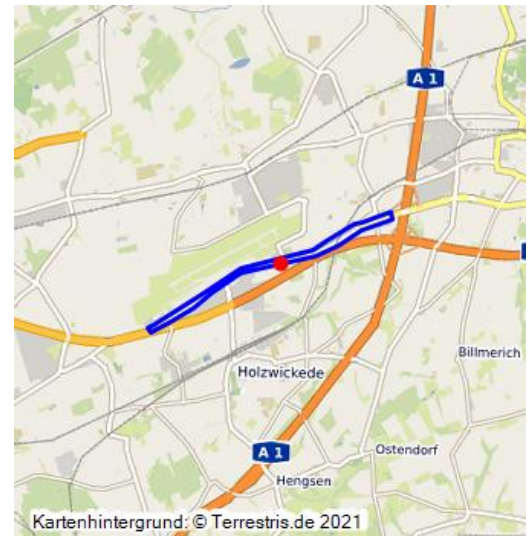 A 1
Billmerich
Holzwickede
A 1
Ostendorf
Hengsen
Kartenhintergrund: © Terrestris.de 2021